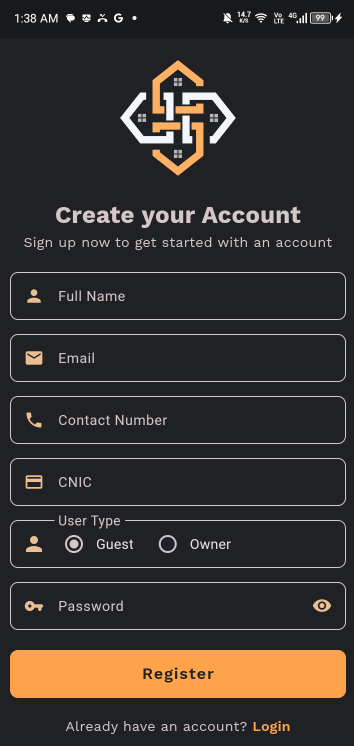 1:38 AM G 14.7 K/S Vo LTE 4G 99
Create your Account
Sign up now to get started with an account
Full Name
Email
Contact Number
CNIC
User Type
Guest Owner
Password
Register
Already have an account? Login